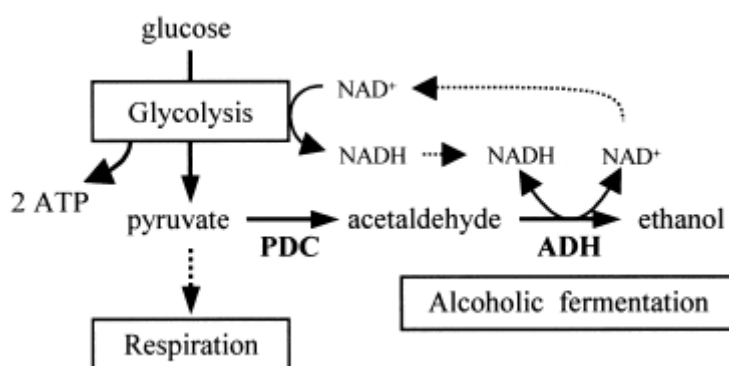 glucose
Glycolysis
NAD⁺
NADH
NADH
NAD⁺
2 ATP
pyruvate
PDC
acetaldehyde
ADH
ethanol
Alcoholic fermentation
Respiration